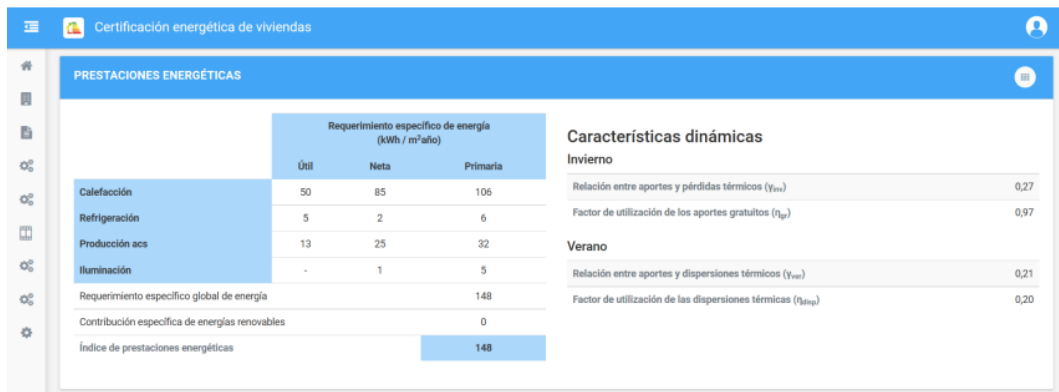 Certificación energética de viviendas
PRESTACIONES ENERGÉTICAS
Requerimiento específico de energía
(kWh / m²año)
Útil Neta Primaria
Calefacción 50 85 106
Refrigeración 5 2 6
Producción acs 13 25 32
Iluminación - 1 5
Requerimiento específico global de energía 148
Contribución específica de energías renovables 0
Índice de prestaciones energéticas 148
Características dinámicas
Invierno
Relación entre aportes y pérdidas térmicos (γinv) 0,27
Factor de utilización de los aportes gratuitos (ηgr) 0,97
Verano
Relación entre aportes y dispersiones térmicos (γver) 0,21
Factor de utilización de las dispersiones térmicas (ηdisp) 0,20